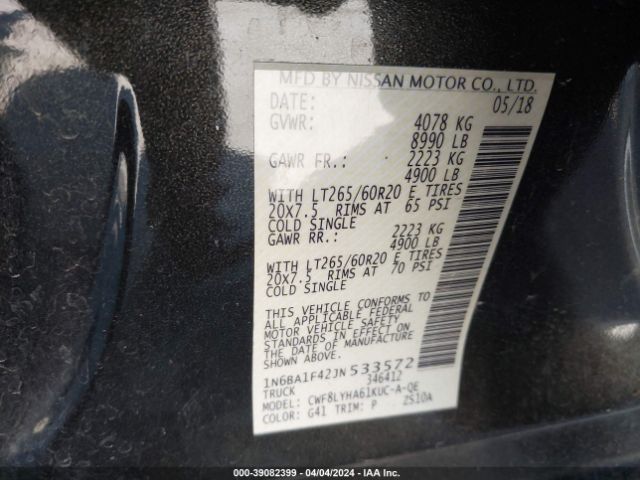 MFD BY NISSAN MOTOR CO., LTD.
DATE: 05/18
GVWR: 4078 KG
8990 LB
GAWR FR.: 2223 KG
4900 LB
WITH LT265/60R20 E TIRES
20X7.5 RIMS AT 65 PSI
COLD SINGLE
GAWR RR.: 2223 KG
4900 LB
WITH LT265/60R20 E TIRES
20X7.5 RIMS AT 70 PSI
COLD SINGLE
THIS VEHICLE CONFORMS TO
ALL APPLICABLE FEDERAL
MOTOR VEHICLE SAFETY
STANDARDS IN EFFECT
ON THE DATE OF MANUFACTURE
SHOWN ABOVE.
1N6BA1F42JN533572
TRUCK 346412
MODEL: CWF8LYHA61KUC-A-QE
COLOR: G41 TRIM: P ZS10A
000-39082399 - 04/04/2024 - IAA Inc.